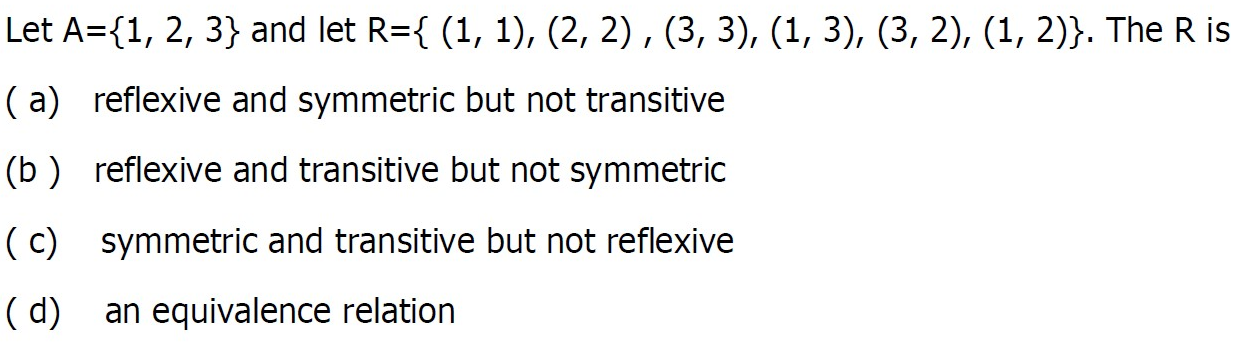 Let A={1, 2, 3} and let R={ (1, 1), (2, 2) , (3, 3), (1, 3), (3, 2), (1, 2)}. The R is
( a) reflexive and symmetric but not transitive
(b ) reflexive and transitive but not symmetric
( c) symmetric and transitive but not reflexive
( d) an equivalence relation